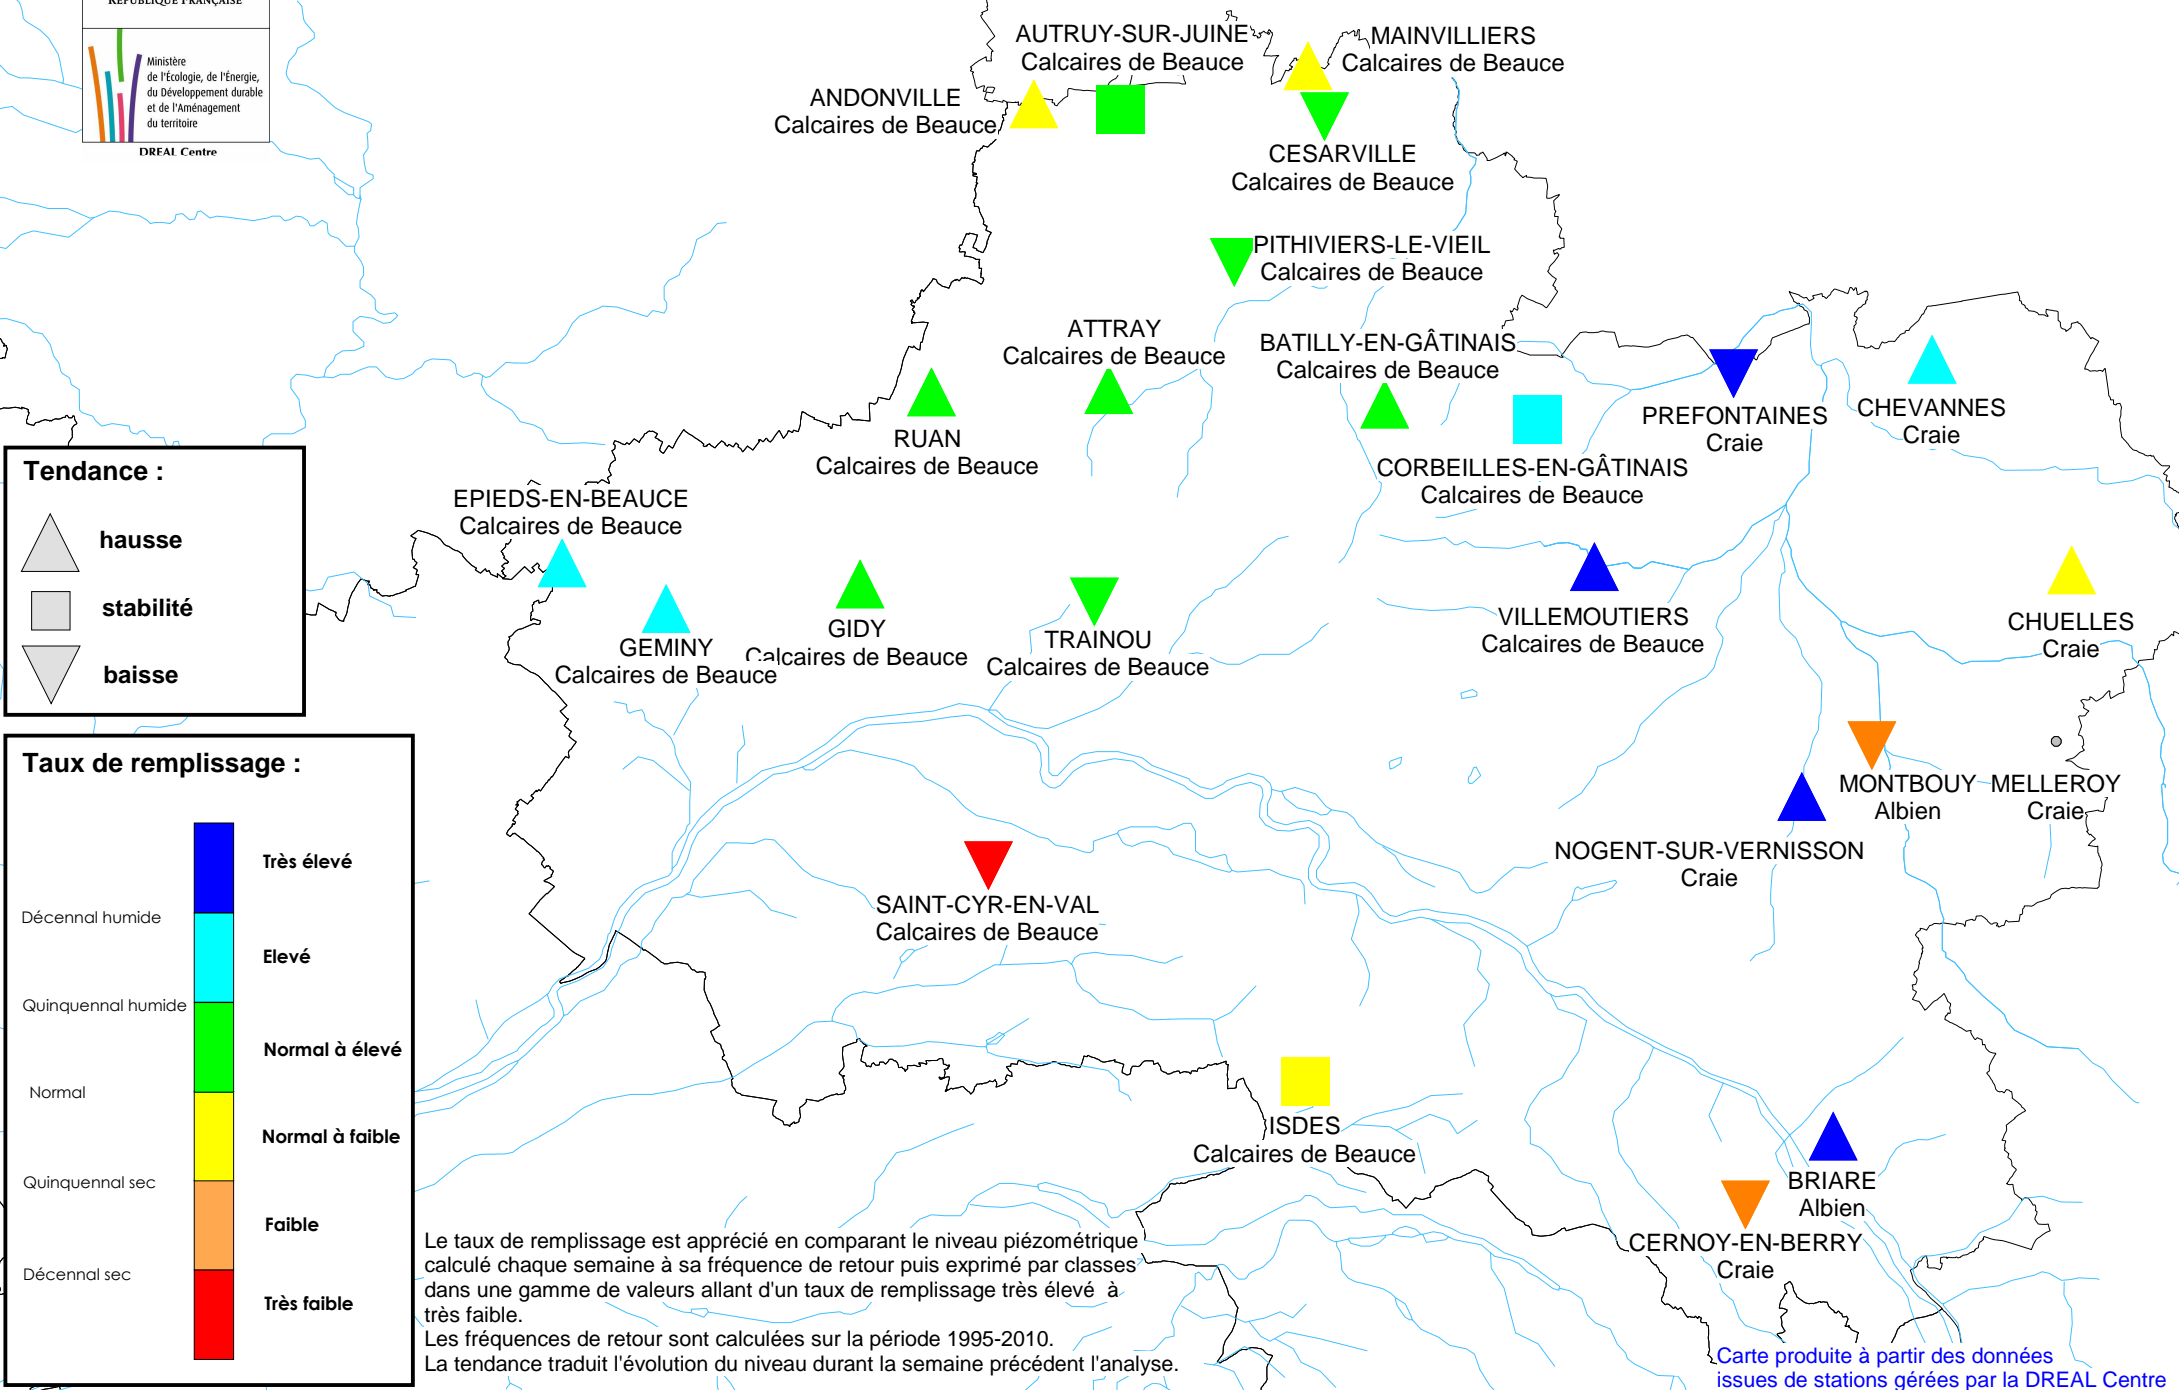 RÉPUBLIQUE FRANÇAISE
Ministère
de l'Écologie, de l'Énergie,
du Développement durable
et de l'Aménagement
du territoire
DREAL Centre
AUTRUY-SUR-JUINE
Calcaires de Beauce
MAINVILLIERS
Calcaires de Beauce
ANDONVILLE
Calcaires de Beauce
CESARVILLE
Calcaires de Beauce
PITHIVIERS-LE-VIEIL
Calcaires de Beauce
ATTRAY
Calcaires de Beauce
BATILLY-EN-GÂTINAIS
Calcaires de Beauce
RUAN
Calcaires de Beauce
CORBEILLES-EN-GÂTINAIS
Calcaires de Beauce
PREFONTAINES
Craie
CHEVANNES
Craie
EPIEDS-EN-BEAUCE
Calcaires de Beauce
GEMINY
Calcaires de Beauce
GIDY
Calcaires de Beauce
TRAINOU
Calcaires de Beauce
VILLEMOUTIERS
Calcaires de Beauce
CHUELLES
Craie
MONTBOUY
Albien
MELLEROY
Craie
NOGENT-SUR-VERNISSON
Craie
SAINT-CYR-EN-VAL
Calcaires de Beauce
ISDES
Calcaires de Beauce
BRIARE
Albien
CERNOY-EN-BERRY
Craie
Tendance :
hausse
stabilité
baisse
Taux de remplissage :
Très élevé
Décennal humide
Elevé
Quinquennal humide
Normal à élevé
Normal
Normal à faible
Quinquennal sec
Faible
Décennal sec
Très faible
Le taux de remplissage est apprécié en comparant le niveau piézométrique
calculé chaque semaine à sa fréquence de retour puis exprimé par classes
dans une gamme de valeurs allant d'un taux de remplissage très élevé à
très faible.
Les fréquences de retour sont calculées sur la période 1995-2010.
La tendance traduit l'évolution du niveau durant la semaine précédent l'analyse.
Carte produite à partir des données
issues de stations gérées par la DREAL Centre